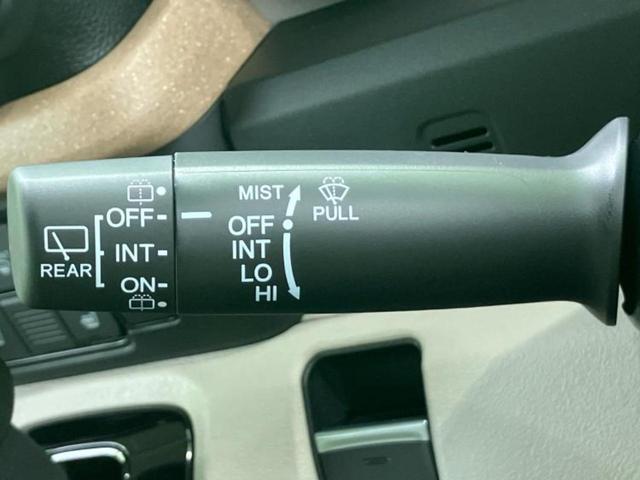 OFF
INT
ON
REAR
MIST
OFF
INT
LO
HI
PULL